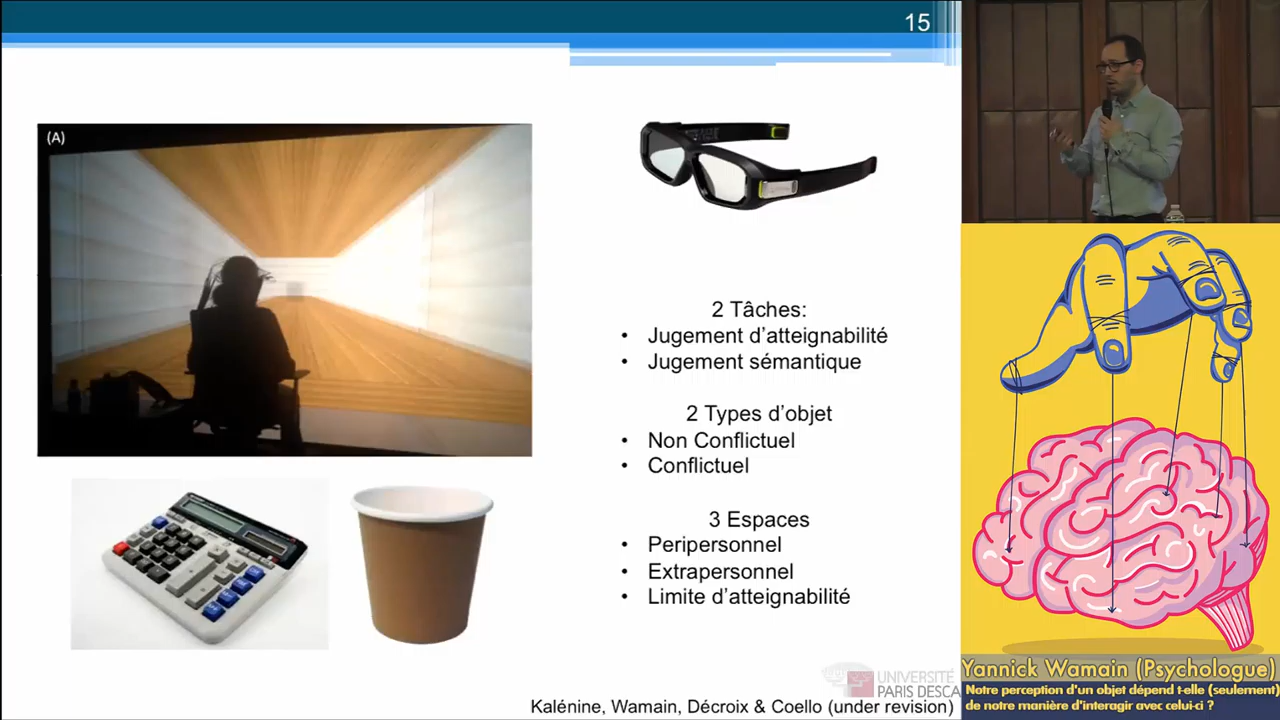 15
(A)
2 Tâches:
• Jugement d'atteignabilité
• Jugement sémantique
2 Types d'objet
• Non Conflictuel
• Conflictuel
3 Espaces
• Peripersonnel
• Extrapersonnel
• Limite d'atteignabilité
UNIVERSITÉ
PARIS DESCA
Kalénine, Wamain, Décroix & Coello (under revision)
Yannick Wamain (Psychologue)
Notre perception d'un objet dépend t-elle (seulement)
de notre manière d'interagir avec celui-ci ?